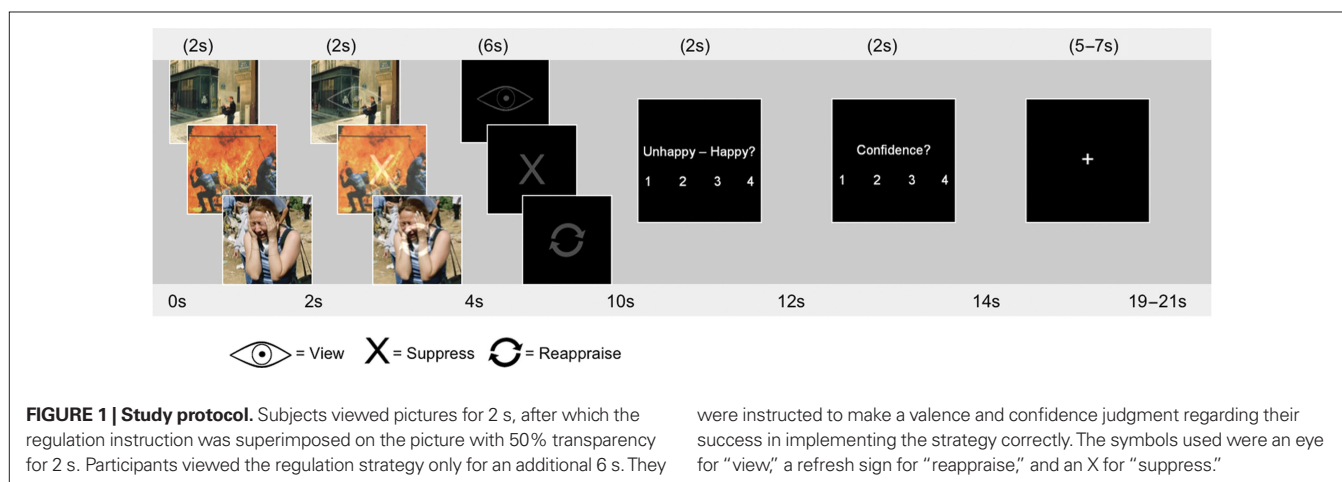 (2s) (2s) (6s) (2s) (2s) (5–7s)
Unhappy – Happy?
1 2 3 4
Confidence?
1 2 3 4
+
X
0s 2s 4s 10s 12s 14s 19–21s
= View X = Suppress = Reappraise
FIGURE 1 | Study protocol. Subjects viewed pictures for 2 s, after which the
regulation instruction was superimposed on the picture with 50% transparency
for 2 s. Participants viewed the regulation strategy only for an additional 6 s. They
were instructed to make a valence and confidence judgment regarding their
success in implementing the strategy correctly. The symbols used were an eye
for “view,” a refresh sign for “reappraise,” and an X for “suppress.”